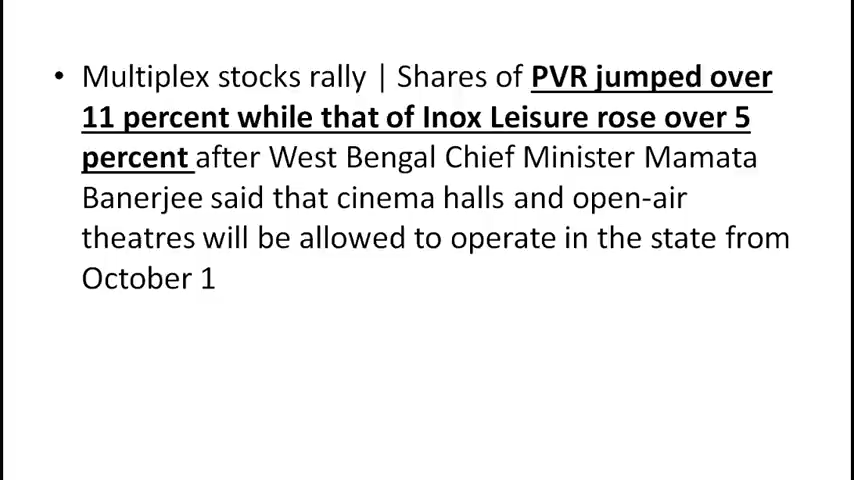 • Multiplex stocks rally | Shares of PVR jumped over
11 percent while that of Inox Leisure rose over 5
percent after West Bengal Chief Minister Mamata
Banerjee said that cinema halls and open-air
theatres will be allowed to operate in the state from
October 1